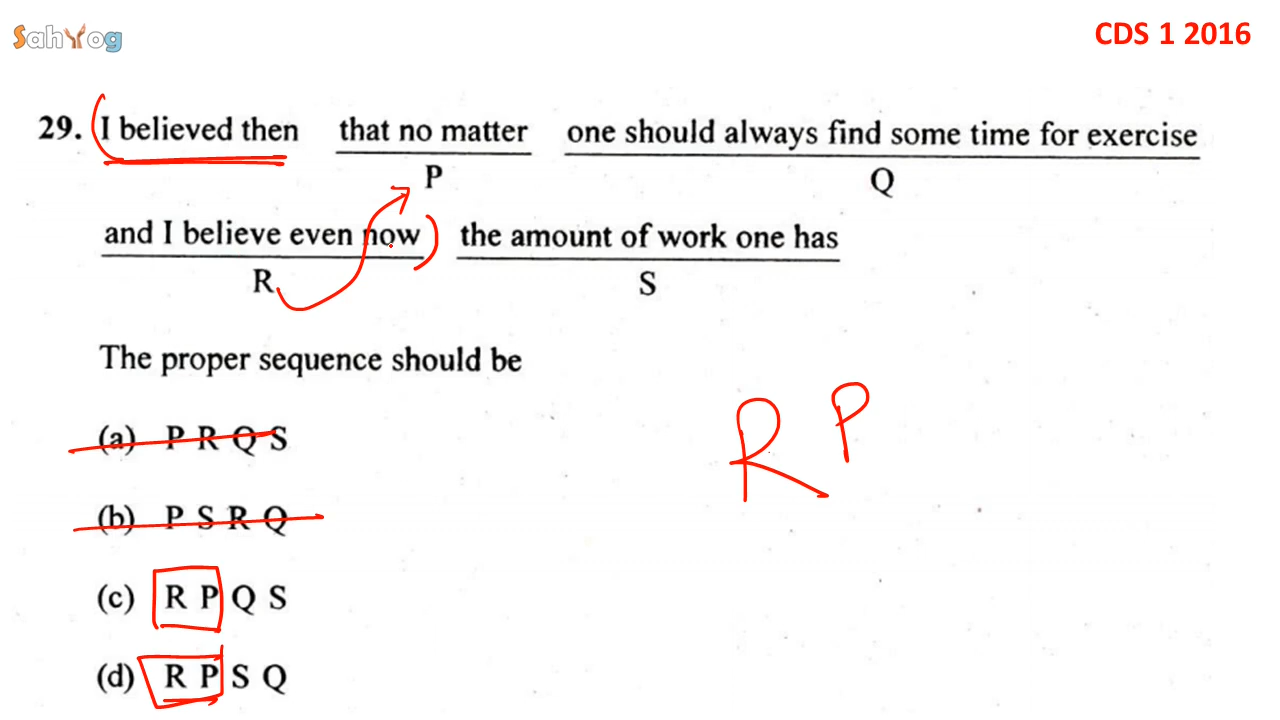 SahYog
CDS 1 2016
29. I believed then that no matter one should always find some time for exercise
P Q
and I believe even now the amount of work one has
R S
The proper sequence should be
(a) P R Q S
(b) P S R Q
R P
(c) R P Q S
(d) R P S Q